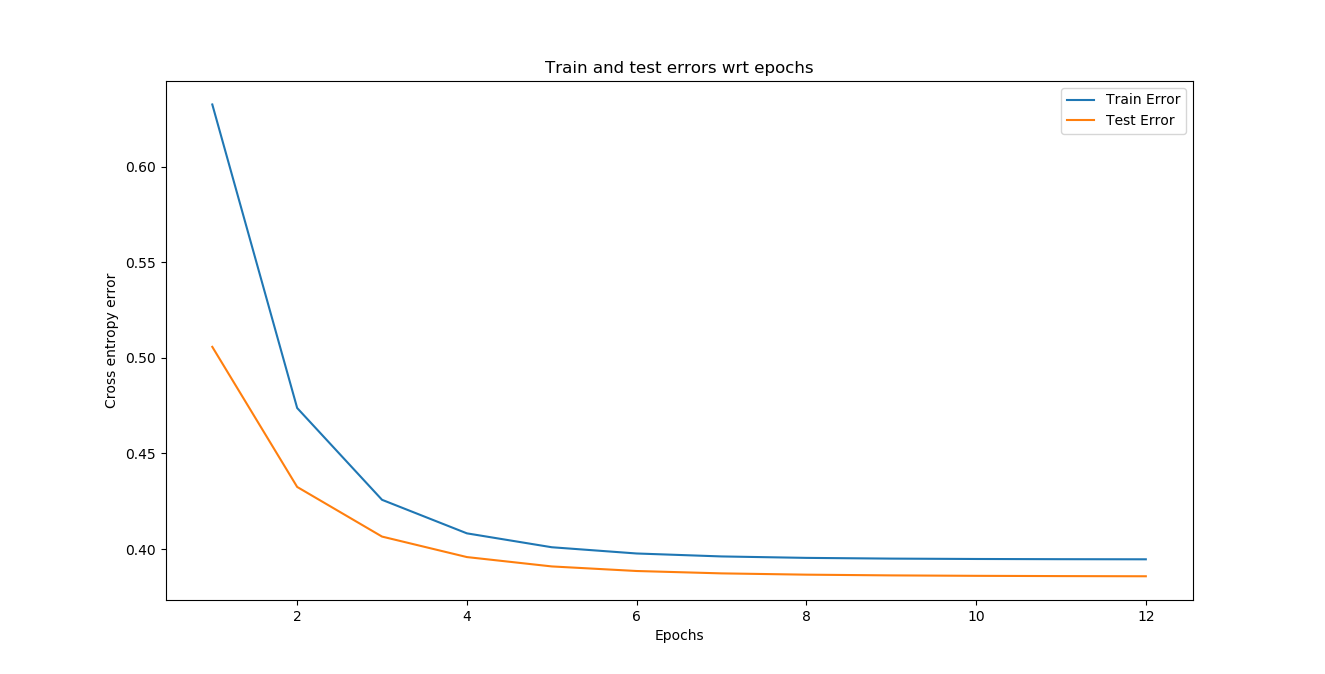 Train and test errors wrt epochs
Train Error
Test Error
0.60
0.55
0.50
0.45
0.40
Cross entropy error
2 4 6 8 10 12
Epochs